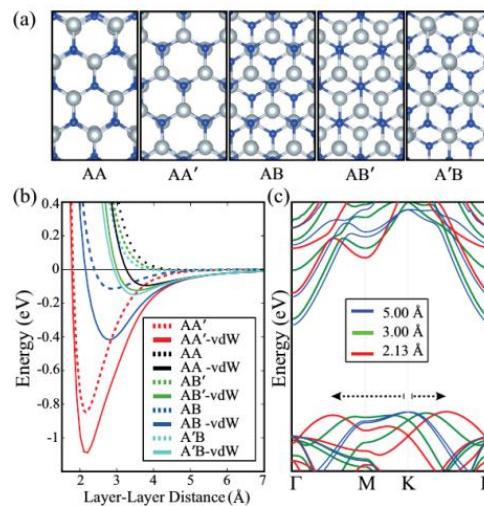 (a)
AA AA′ AB AB′ A′B
(b)
(c)
Energy (eV)
0.4
0.2
0
-0.2
-0.4
-0.6
-0.8
-1
AA′
AA′-vdW
AA
AA -vdW
AB′
AB′-vdW
AB
AB -vdW
A′B
A′B-vdW
2 3 4 5 6 7
Layer-Layer Distance (Å)
Energy (eV)
5.00 Å
3.00 Å
2.13 Å
Γ M K